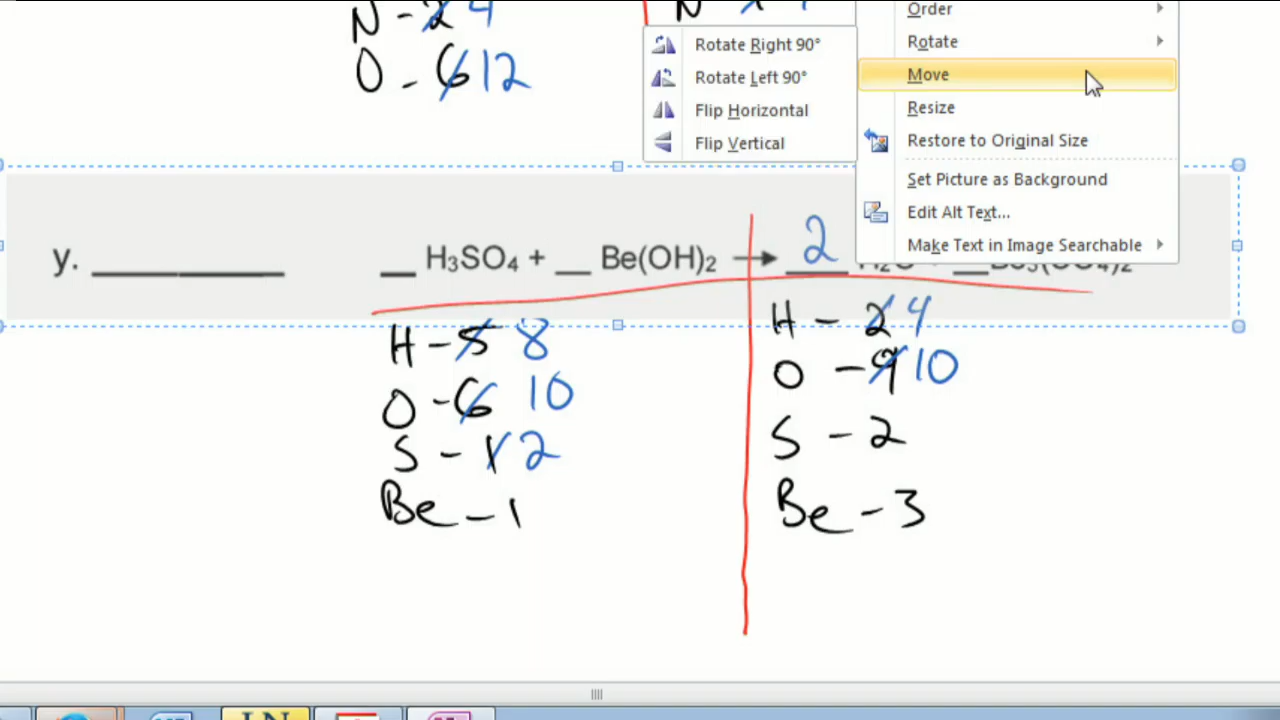 N - 2 4
N
O - 6 12
Order
Rotate
Move
Resize
Restore to Original Size
Set Picture as Background
Edit Alt Text...
Make Text in Image Searchable
Rotate Right 90°
Rotate Left 90°
Flip Horizontal
Flip Vertical
y. __________ __ H₃SO₄ + __ Be(OH)₂ → 2
H - 5 8
O - 6 10
S - 1 2
Be - 1
H - 2 4
O - 9 10
S - 2
Be - 3